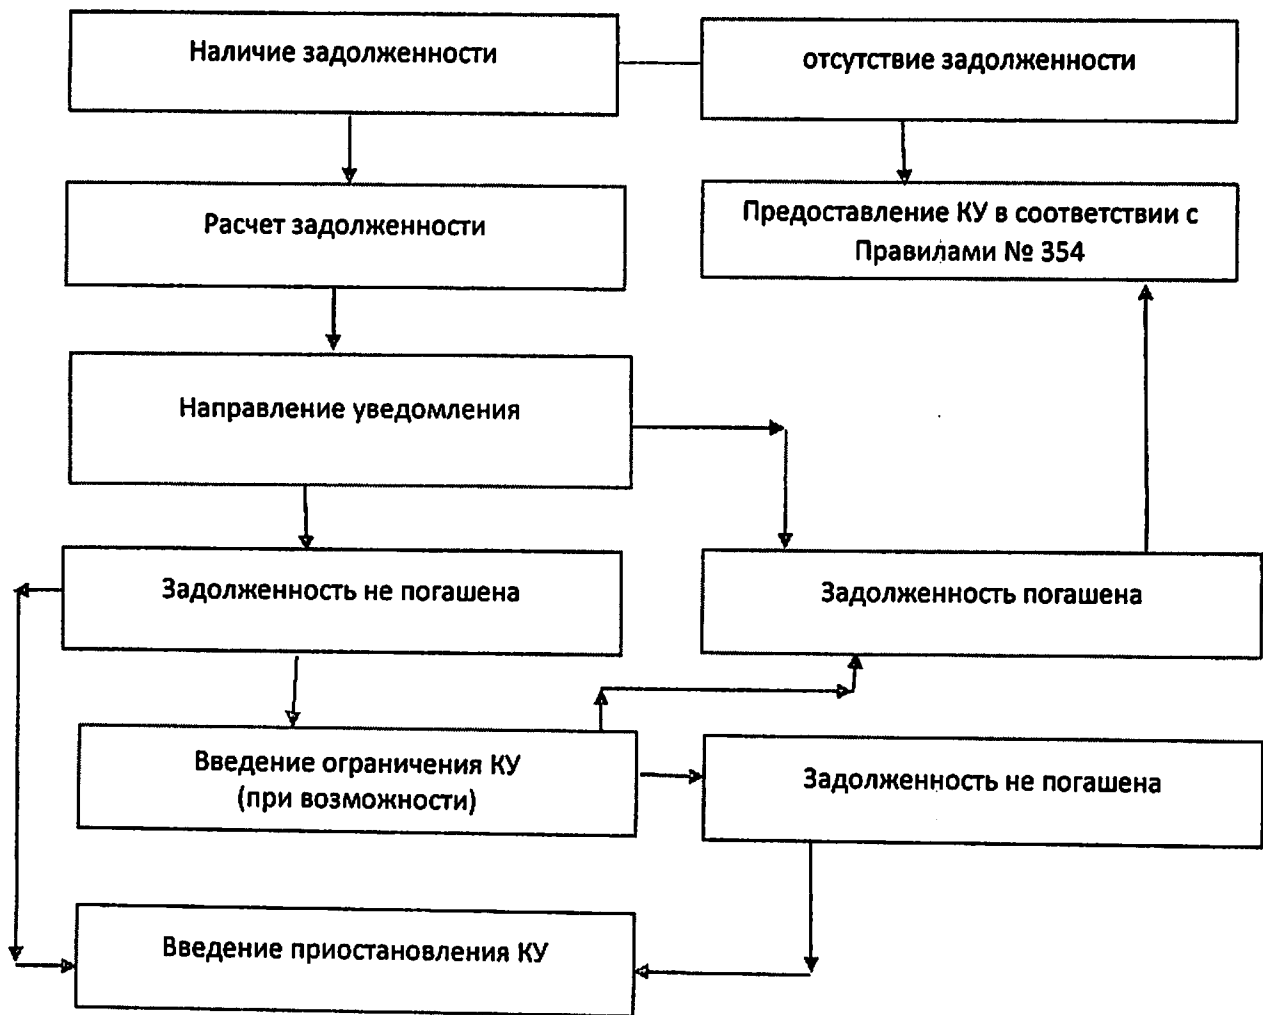 Наличие задолженности
отсутствие задолженности
Расчет задолженности
Предоставление КУ в соответствии с
Правилами № 354
Направление уведомления
Задолженность не погашена
Задолженность погашена
Введение ограничения КУ
(при возможности)
Задолженность не погашена
Введение приостановления КУ